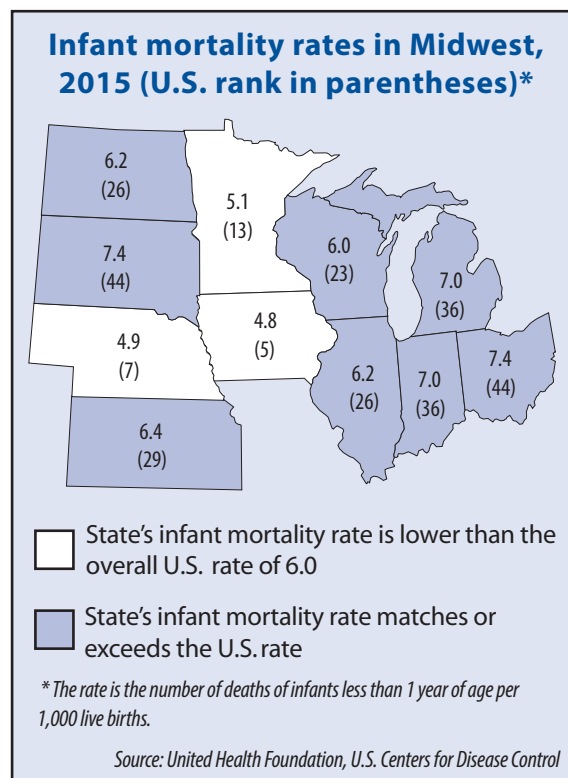 Infant mortality rates in Midwest,
2015 (U.S. rank in parentheses)*
6.2
(26)
5.1
(13)
6.0
(23)
7.4
(44)
7.0
(36)
4.9
(7)
4.8
(5)
6.2
(26)
7.0
(36)
7.4
(44)
6.4
(29)
State's infant mortality rate is lower than the
overall U.S. rate of 6.0
State's infant mortality rate matches or
exceeds the U.S. rate
* The rate is the number of deaths of infants less than 1 year of age per
1,000 live births.
Source: United Health Foundation, U.S. Centers for Disease Control